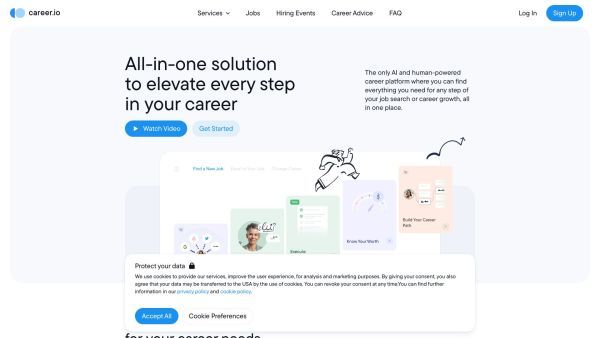 career.io
Services
Jobs
Hiring Events
Career Advice
FAQ
Log In
Sign Up
All-in-one solution
to elevate every step
in your career
The only AI and human-powered
career platform where you can find
everything you need for any step of
your job search or career growth, all
in one place.
Watch Video
Get Started
Find a New Job
Build Your Career
Path
Know Your Worth
Protect your data
We use cookies to provide our services, improve the user experience, for analysis and marketing purposes. By giving your consent, you also
agree that your data may be transferred to the USA by the use of cookies. You can revoke your consent at any time.You can find further
information in our privacy policy and cookie policy.
Accept All
Cookie Preferences
for your career needs